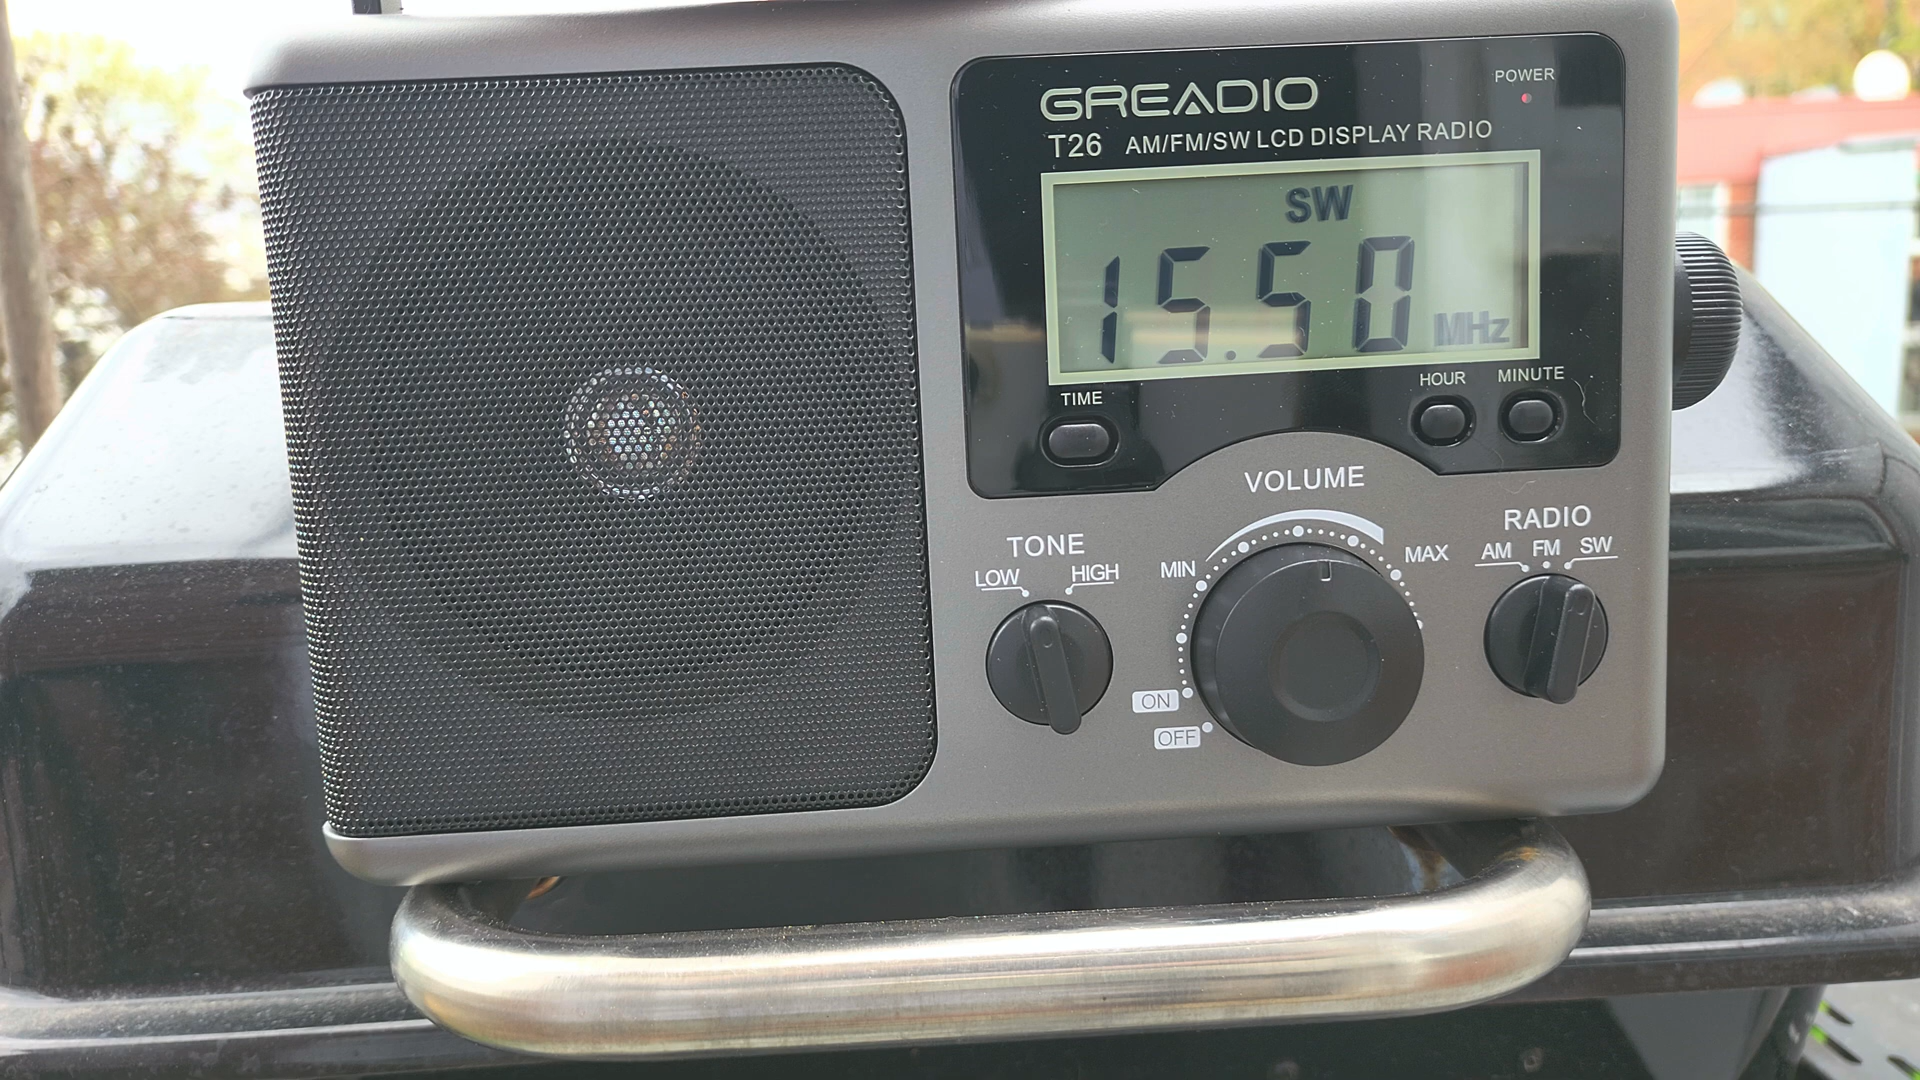 GREADIO
POWER
T26 AM/FM/SW LCD DISPLAY RADIO
SW
15.50 MHz
TIME
HOUR
MINUTE
VOLUME
MIN
MAX
ON
OFF
TONE
LOW
HIGH
RADIO
AM
FM
SW